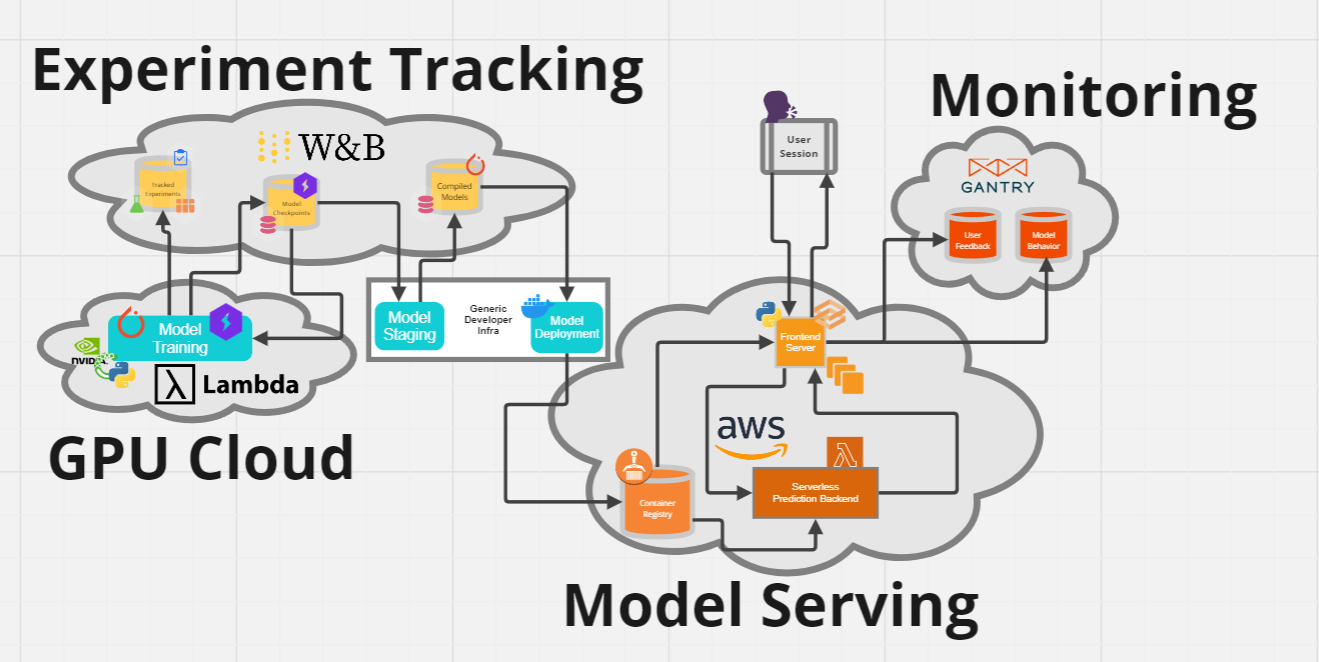 Experiment Tracking
W&B
Tracked
Experiments
Model
Checkpoints
Compiled
Models
Model
Training
NVIDIA
λ Lambda
GPU Cloud
Model
Staging
Generic
Developer
Infra
Model
Deployment
User
Session
Monitoring
GANTRY
User
Feedback
Model
Behavior
Frontend
Server
aws
Serverless
Prediction Backend
Container
Registry
Model Serving